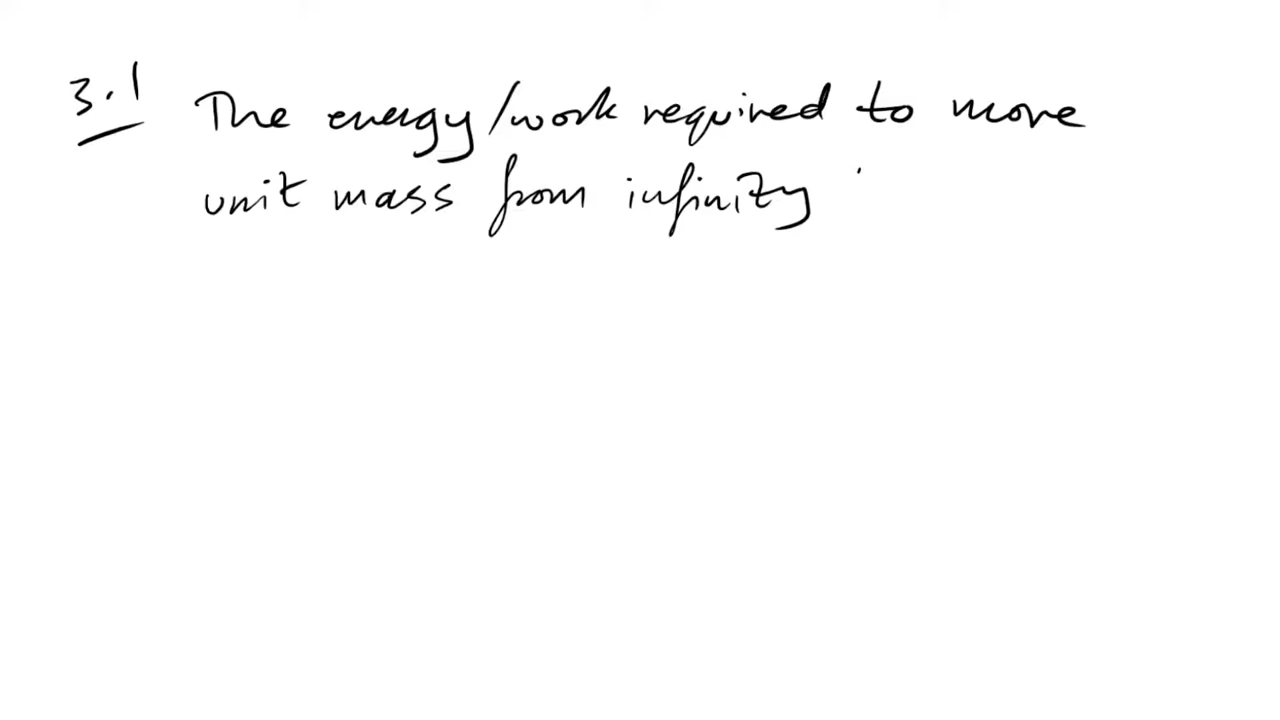 3.1 The energy/work required to move
unit mass from infinity